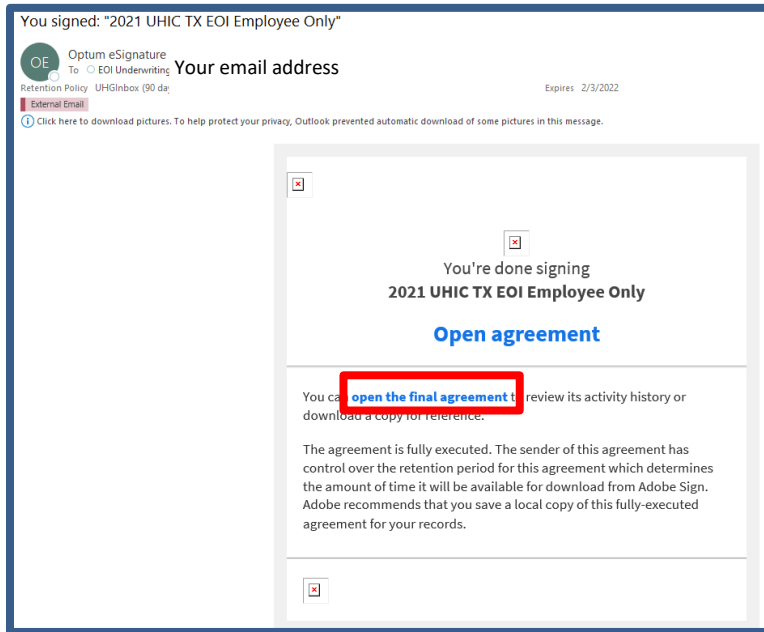 You signed: "2021 UHIC TX EOI Employee Only"
OE
Optum eSignature
To EOI Underwriting Your email address
Retention Policy UHGInbox (90 da Expires 2/3/2022
External Email
Click here to download pictures. To help protect your privacy, Outlook prevented automatic download of some pictures in this message.
You're done signing
2021 UHIC TX EOI Employee Only
Open agreement
You ca open the final agreement t review its activity history or
download a copy for reference.
The agreement is fully executed. The sender of this agreement has
control over the retention period for this agreement which determines
the amount of time it will be available for download from Adobe Sign.
Adobe recommends that you save a local copy of this fully-executed
agreement for your records.